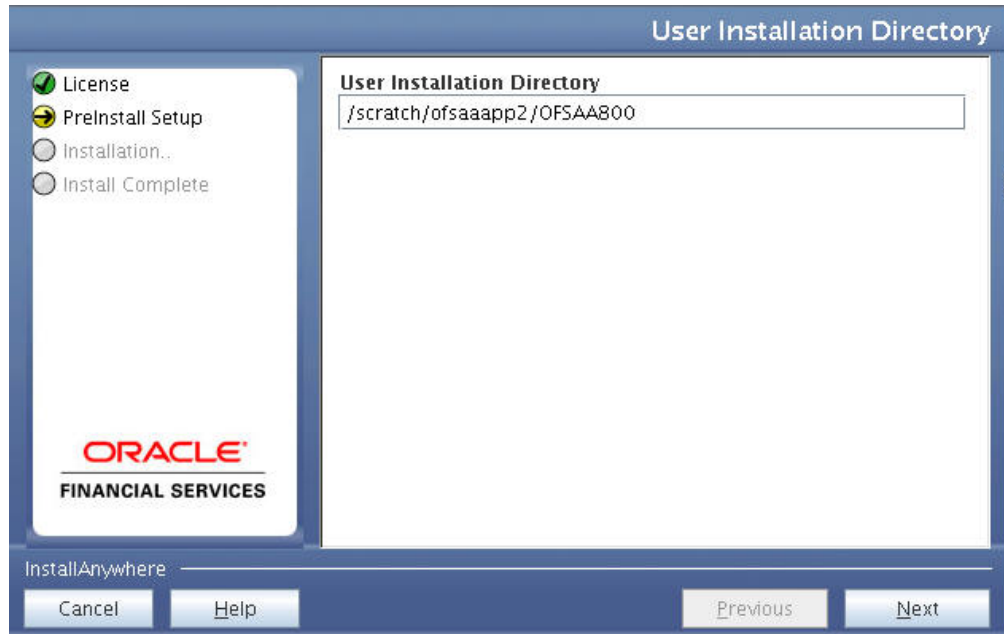 User Installation Directory
License
PreInstall Setup
Installation..
Install Complete
User Installation Directory
/scratch/ofsaaapp2/OFSAA800
ORACLE
FINANCIAL SERVICES
InstallAnywhere
Cancel
Help
Previous
Next